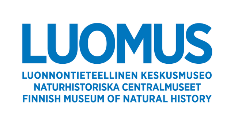 LUOMUS
LUONNONTIETEELLINEN KESKUSMUSEO
NATURHISTORISKA CENTRALMUSEET
FINNISH MUSEUM OF NATURAL HISTORY